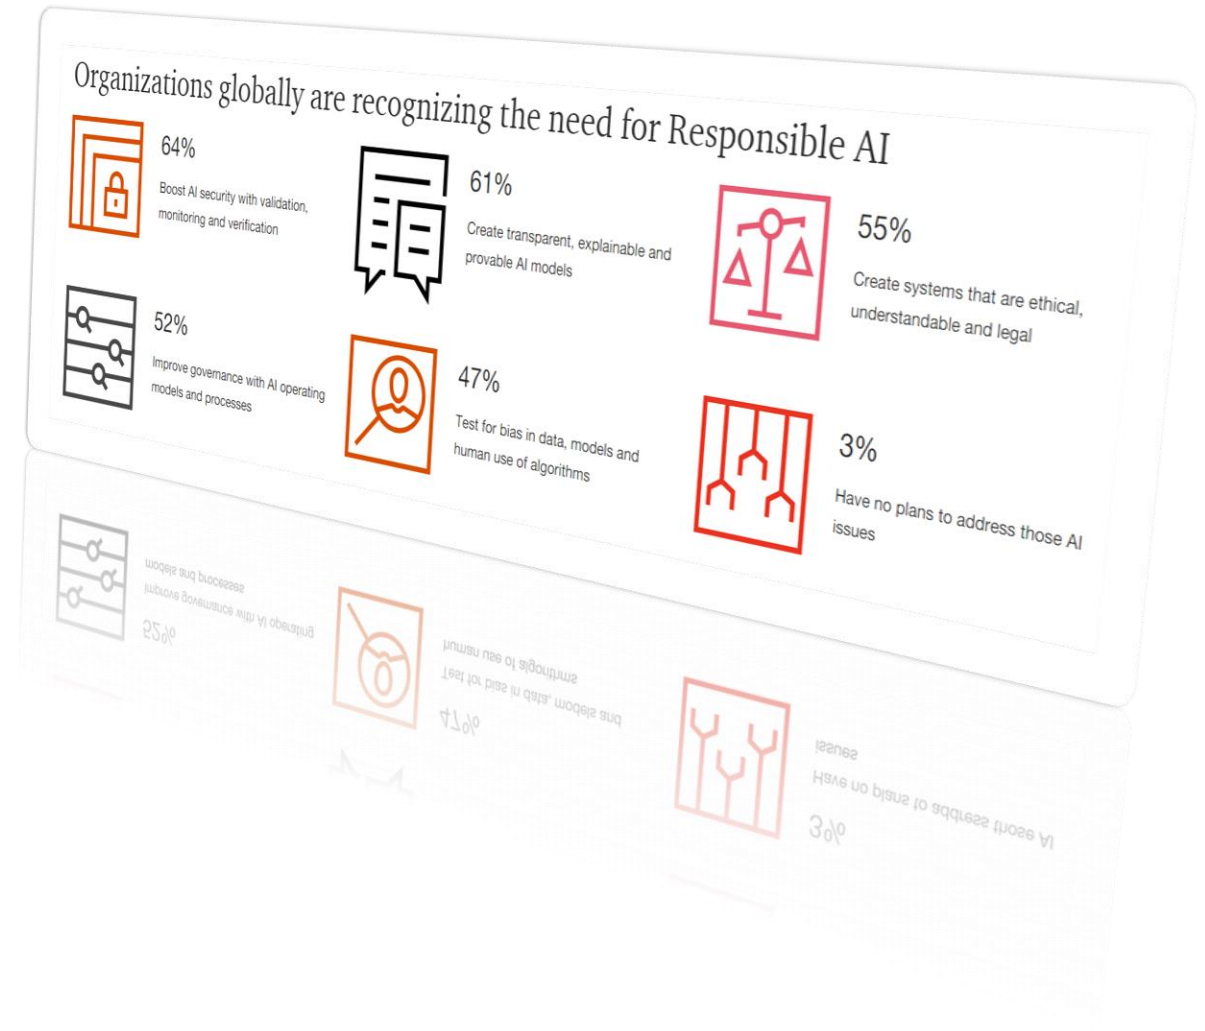 Organizations globally are recognizing the need for Responsible AI
64%
Boost AI security with validation,
monitoring and verification
61%
Create transparent, explainable and
provable AI models
55%
Create systems that are ethical,
understandable and legal
52%
Improve governance with AI operating
models and processes
47%
Test for bias in data, models and
human use of algorithms
3%
Have no plans to address those AI
issues